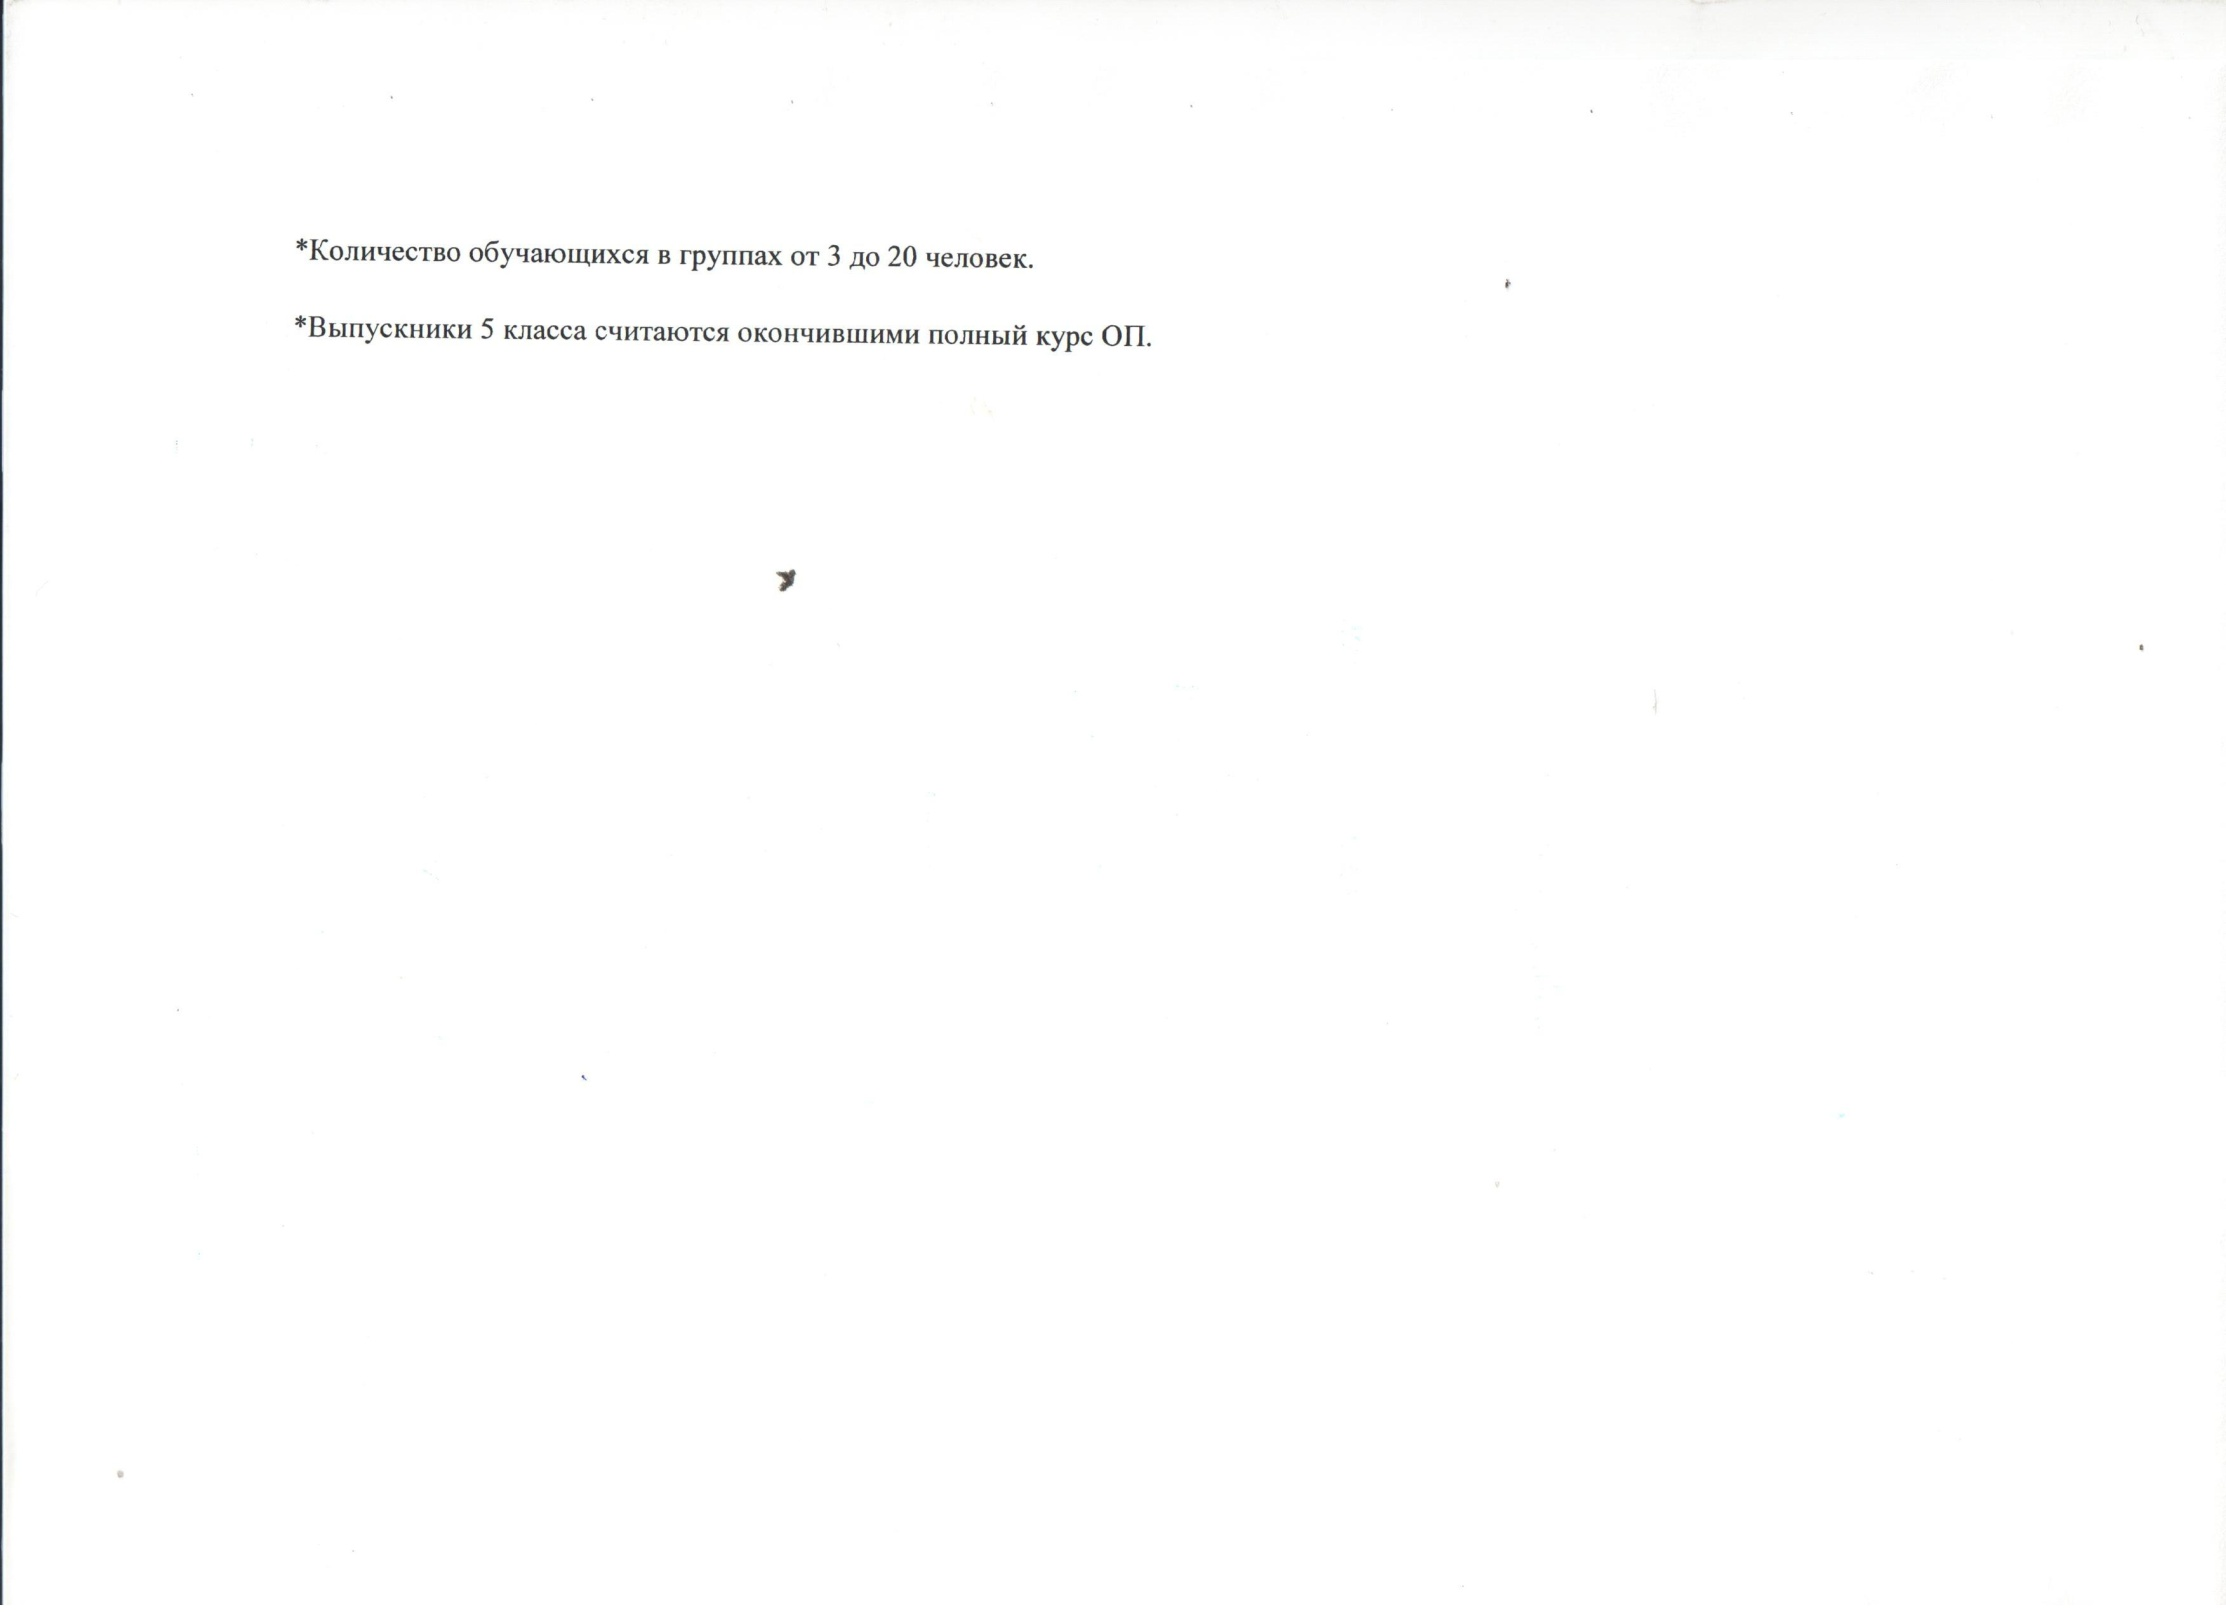 *Количество обучающихся в группах от 3 до 20 человек.
*Выпускники 5 класса считаются окончившими полный курс ОП.